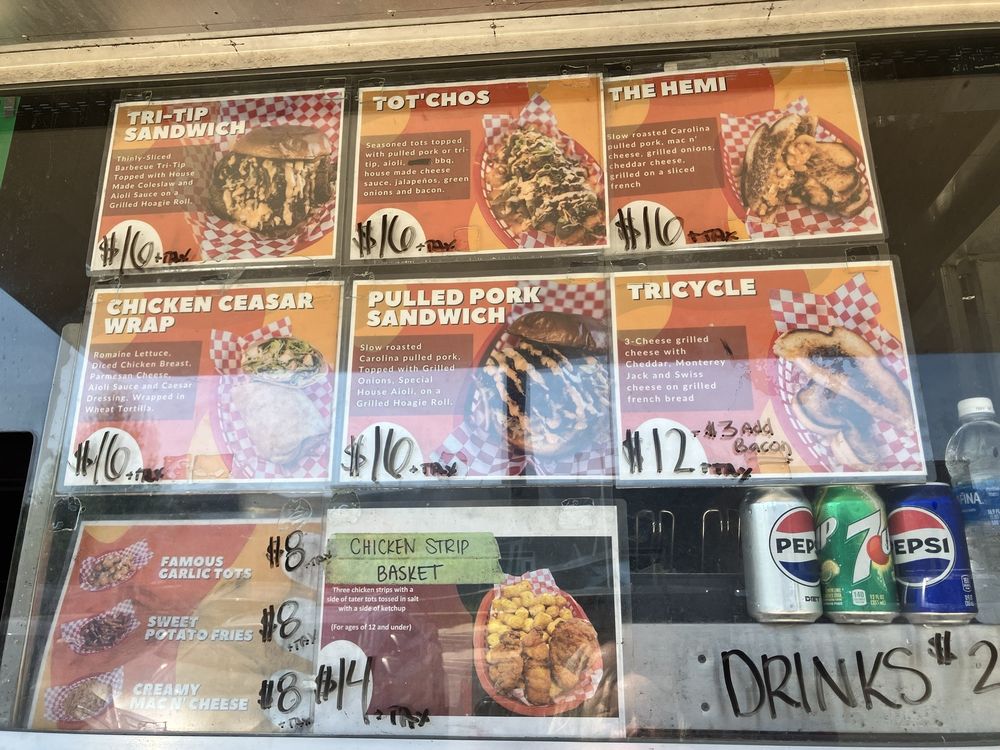 TRI-TIP
SANDWICH
Thinly-Sliced
Barbecue Tri-Tip
Topped with House
Made Coleslaw and
Aioli Sauce on a
Grilled Hoagie Roll.
$16 +TAX
TOT'CHOS
Seasoned tots topped
with pulled pork or tri-
tip, aioli, bbq,
house made cheese
sauce, jalapeños, green
onions and bacon.
$16 +TAX
THE HEMI
Slow roasted Carolina
pulled pork, mac n'
cheese, grilled onions,
cheddar cheese,
grilled on a sliced
french
$16 +TAX
CHICKEN CEASAR
WRAP
Romaine Lettuce,
Diced Chicken Breast,
Parmesan Cheese,
Aioli Sauce and Caesar
Dressing, Wrapped in
Wheat Tortilla.
$16 +TAX
PULLED PORK
SANDWICH
Slow roasted
Carolina pulled pork,
Topped with Grilled
Onions, Special
House Aioli, on a
Grilled Hoagie Roll.
$16 +TAX
TRICYCLE
3-Cheese grilled
cheese with
Cheddar, Monterey
Jack and Swiss
cheese on grilled
french bread
$12 +TAX
+$3 Add
Bacon
FAMOUS
GARLIC TOTS
$8 +TAX
SWEET
POTATO FRIES
$8 +TAX
CREAMY
MAC N' CHEESE
$8 +TAX
CHICKEN STRIP
BASKET
Three chicken strips with a
side of tater tots tossed in salt
with a side of ketchup
(For ages of 12 and under)
$14 +TAX
PEP
DIET
P
7
EPSI
FINA
DRINKS $2